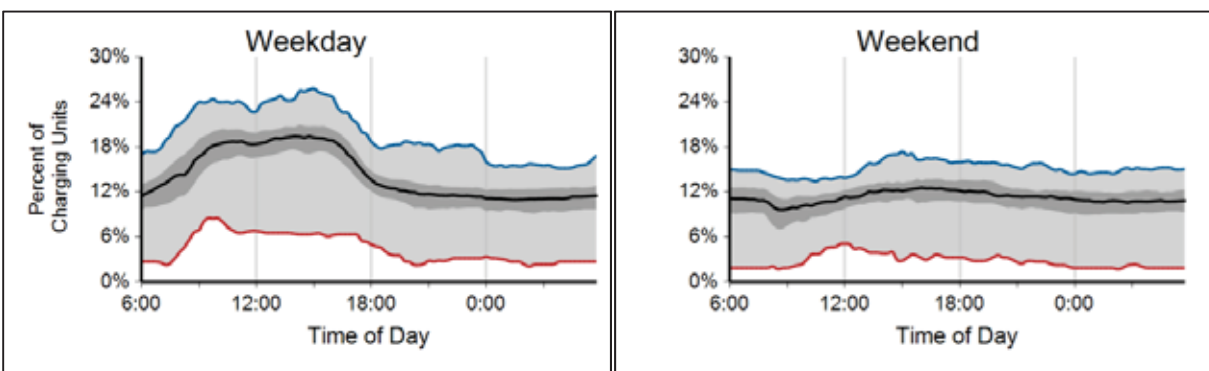 Weekday
30%
24%
18%
12%
6%
0%
Percent of
Charging Units
6:00 12:00 18:00 0:00
Time of Day
Weekend
30%
24%
18%
12%
6%
0%
6:00 12:00 18:00 0:00
Time of Day